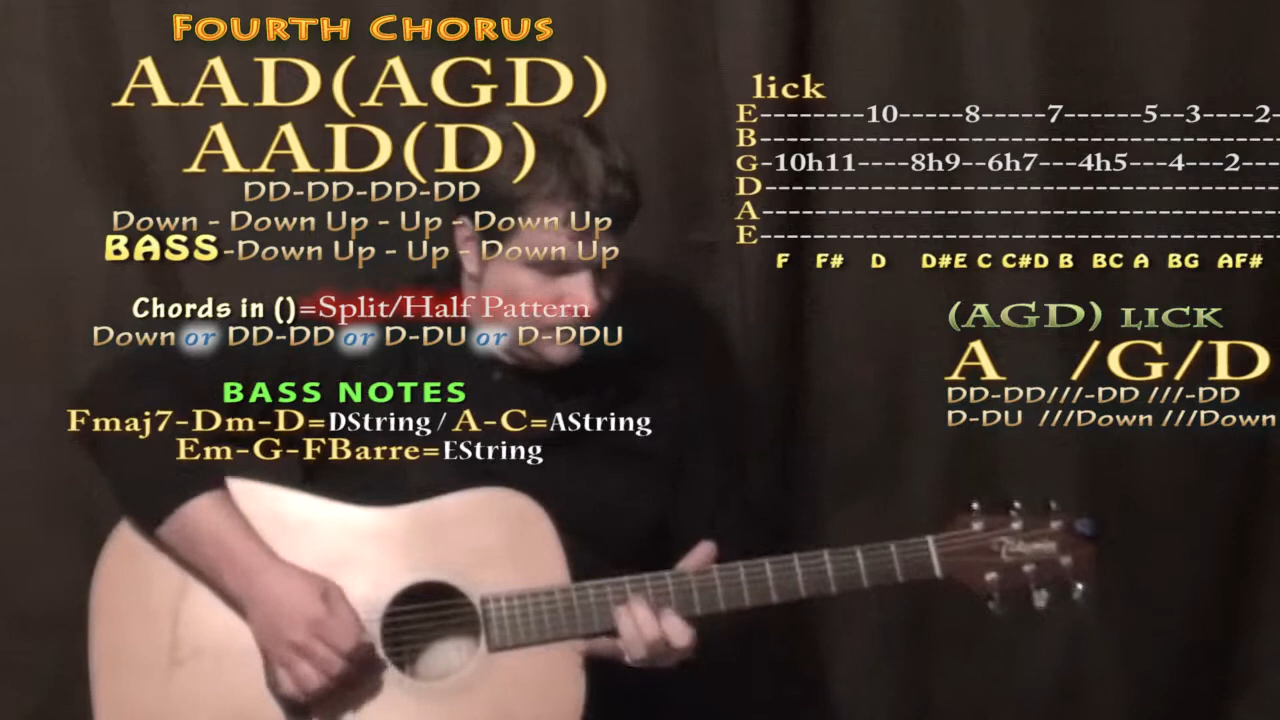 FOURTH CHORUS
AAD(AGD)
AAD(D)
DD-DD-DD-DD
Down - Down Up - Up - Down Up
BASS-Down Up - Up - Down Up
Chords in ()=Split/Half Pattern
Down or DD-DD or D-DU or D-DDU
BASS NOTES
Fmaj7-Dm-D=DString / A-C=AString
Em-G-FBarre=EString
lick
E--------10-----8-----7------5---3----2-
B---------------------------------------
G-10h11----8h9--6h7---4h5---4---2---
D---------------------------------------
A---------------------------------------
E---------------------------------------
F F# D D#E C C#D B BC A BG AF#
(AGD) LICK
A /G/D
DD-DD///-DD ///-DD
D-DU ///Down ///Down
Takamine